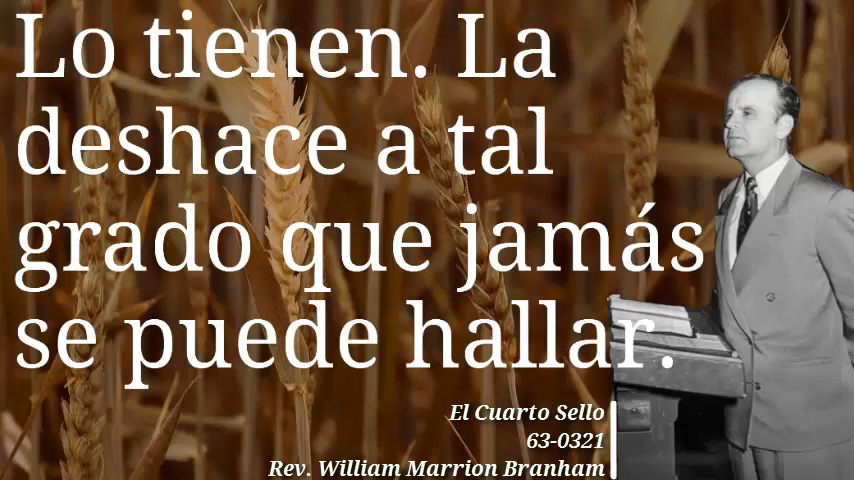 Lo tienen. La
deshace a tal
grado que jamás
se puede hallar.
El Cuarto Sello
63-0321
Rev. William Marrion Branham